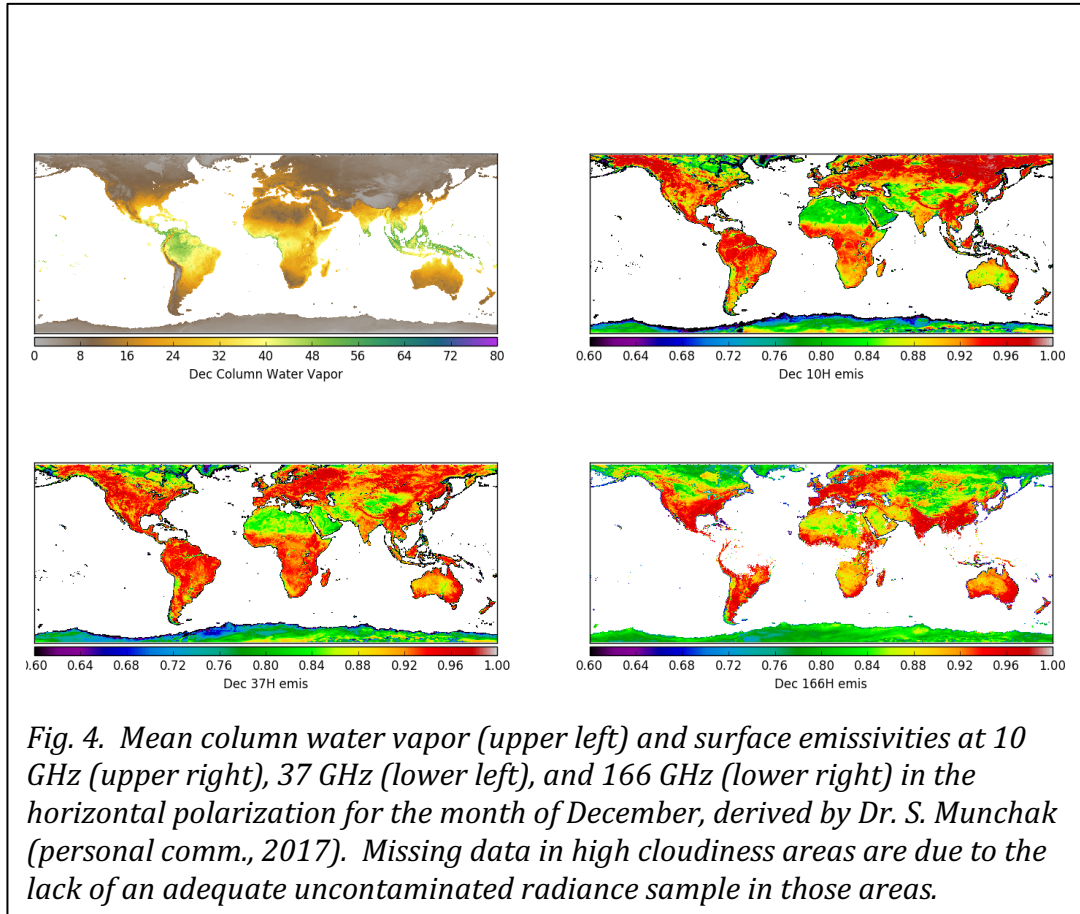 0 8 16 24 32 40 48 56 64 72 80
Dec Column Water Vapor
0.60 0.64 0.68 0.72 0.76 0.80 0.84 0.88 0.92 0.96 1.00
Dec 10H emis
.60 0.64 0.68 0.72 0.76 0.80 0.84 0.88 0.92 0.96 1.00
Dec 37H emis
0.60 0.64 0.68 0.72 0.76 0.80 0.84 0.88 0.92 0.96 1.00
Dec 166H emis
Fig. 4. Mean column water vapor (upper left) and surface emissivities at 10
GHz (upper right), 37 GHz (lower left), and 166 GHz (lower right) in the
horizontal polarization for the month of December, derived by Dr. S. Munchak
(personal comm., 2017). Missing data in high cloudiness areas are due to the
lack of an adequate uncontaminated radiance sample in those areas.